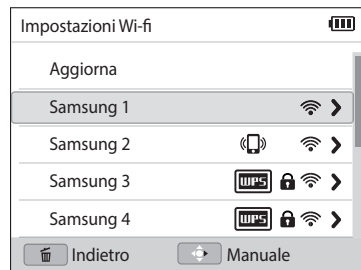 Impostazioni Wi-fi
Aggiorna
Samsung 1
Samsung 2
Samsung 3 WPS
Samsung 4 WPS
Indietro Manuale